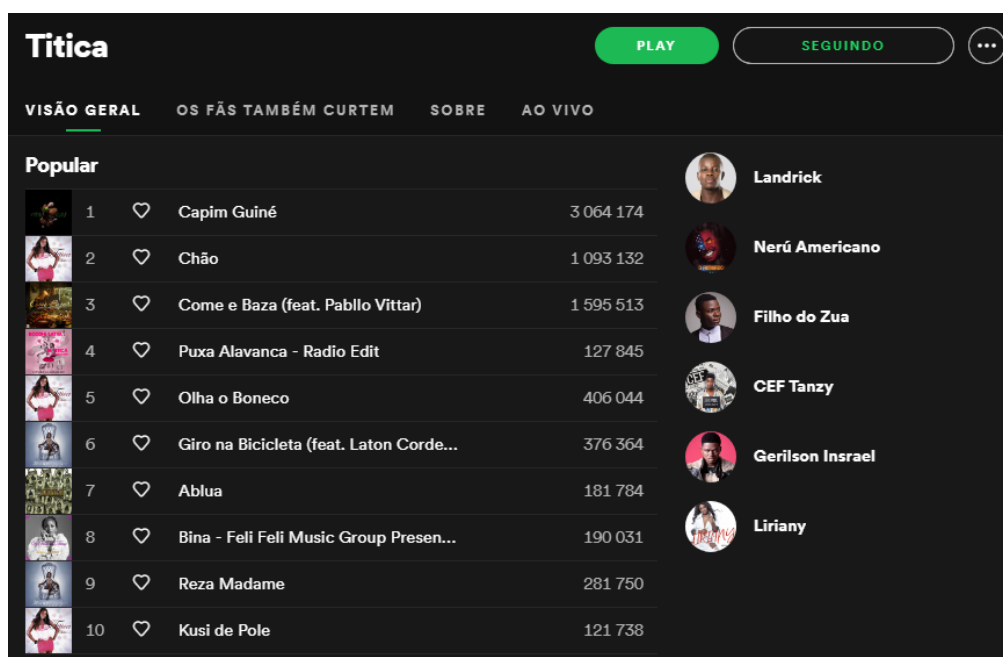 Titica
PLAY
SEGUINDO
VISÃO GERAL OS FÃS TAMBÉM CURTEM SOBRE AO VIVO
Popular
1 Capim Guiné 3 064 174
2 Chão 1 093 132
3 Come e Baza (feat. Pabllo Vittar) 1 595 513
4 Puxa Alavanca - Radio Edit 127 845
5 Olha o Boneco 406 044
6 Giro na Bicicleta (feat. Laton Corde... 376 364
7 Ablua 181 784
8 Bina - Feli Feli Music Group Presen... 190 031
9 Reza Madame 281 750
10 Kusi de Pole 121 738
Landrick
Nerú Americano
Filho do Zua
CEF Tanzy
Gerilson Insrael
Liriany